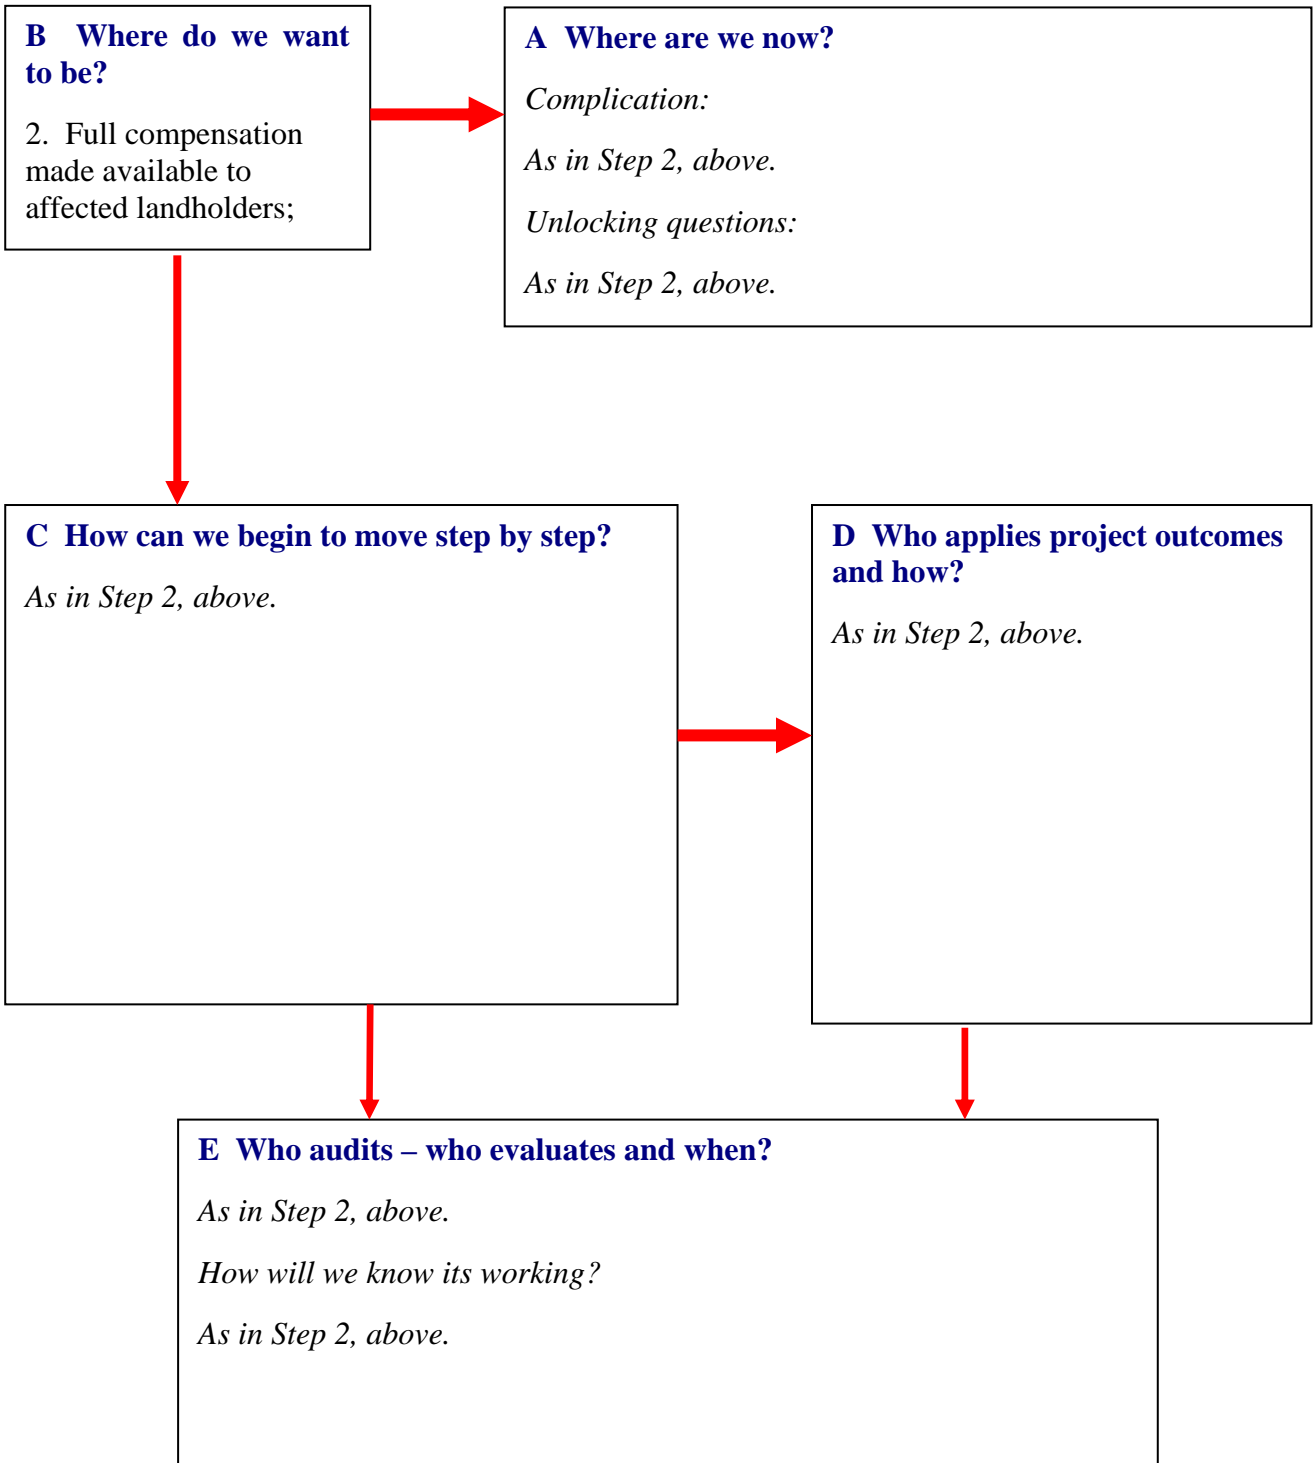 B Where do we want
to be?
2. Full compensation
made available to
affected landholders;
A Where are we now?
Complication:
As in Step 2, above.
Unlocking questions:
As in Step 2, above.
C How can we begin to move step by step?
As in Step 2, above.
D Who applies project outcomes
and how?
As in Step 2, above.
E Who audits – who evaluates and when?
As in Step 2, above.
How will we know its working?
As in Step 2, above.